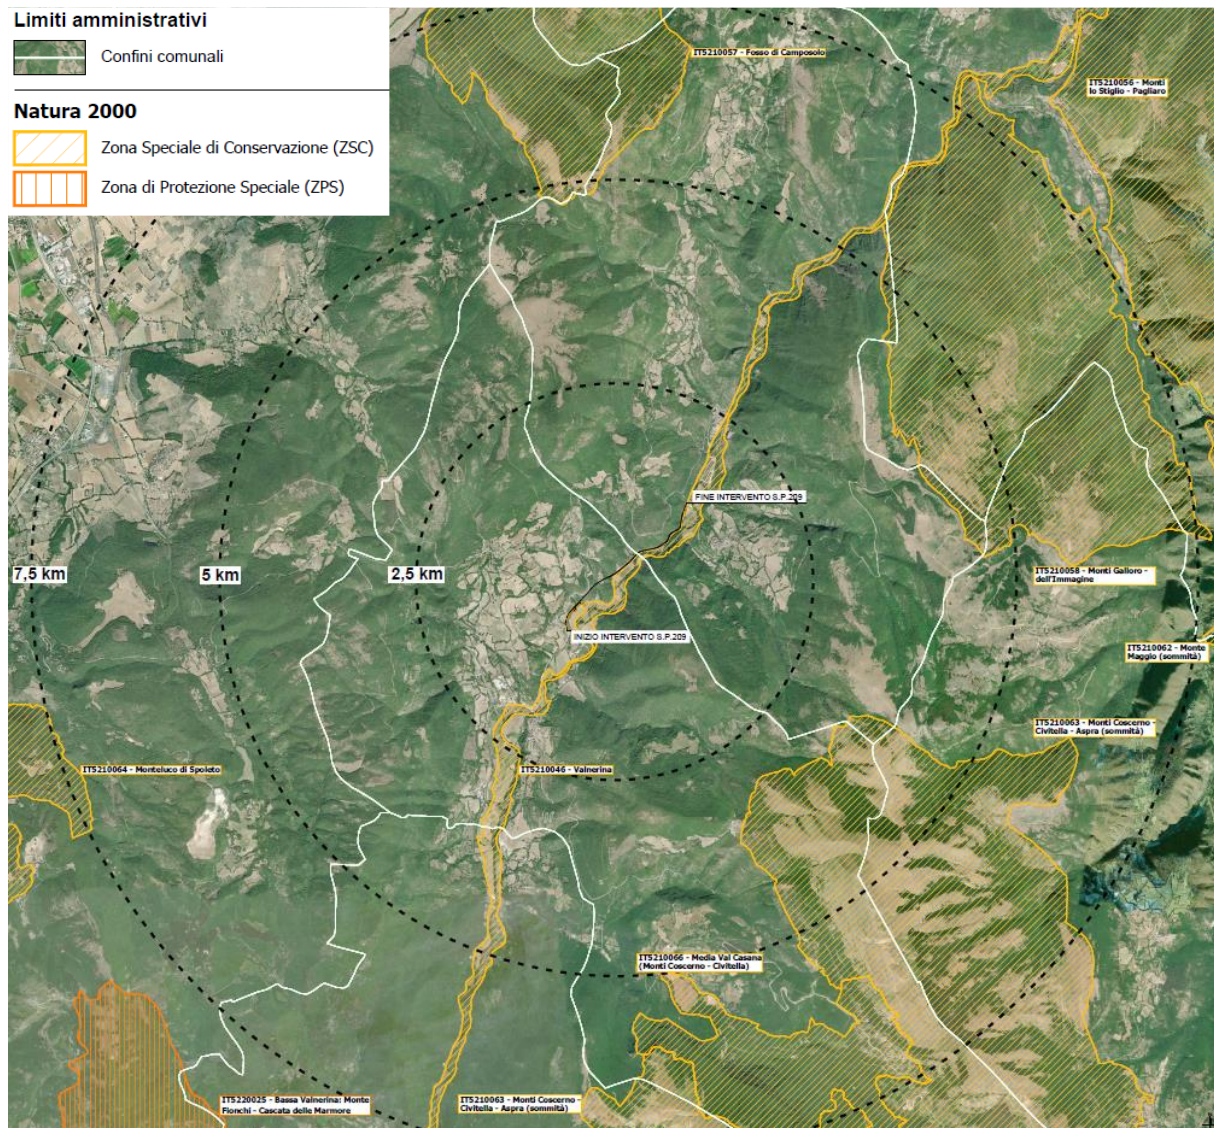 Limiti amministrativi
Confini comunali
Natura 2000
Zona Speciale di Conservazione (ZSC)
Zona di Protezione Speciale (ZPS)
IT5210057 - Fosso di Camposolo
IT5210056 - Monti
lo Stiglio - Pagliaro
FINE INTERVENTO S.P.209
7,5 km
5 km
2,5 km
IT5210058 - Monti Galloro -
dell'Immagine
INIZIO INTERVENTO S.P.209
IT5210062 - Monte
Maggio (sommità)
IT5210063 - Monti Coscerno -
Civitella - Aspra (sommità)
IT5210064 - Monteluco di Spoleto
IT5210046 - Valnerina
IT5210066 - Media Val Casana
(Monti Coscerno - Civitella)
IT5220025 - Bassa Valnerina: Monte
Fionchi - Cascata delle Marmore
IT5210063 - Monti Coscerno -
Civitella - Aspra (sommità)